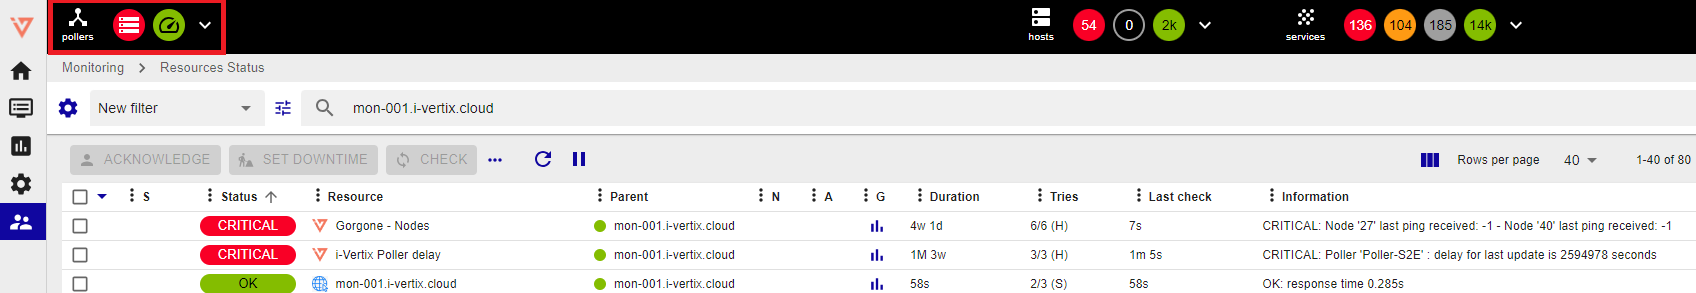 pollers
hosts 54 0 2k
services 136 104 185 14k
Monitoring > Resources Status
New filter mon-001.i-vertix.cloud
ACKNOWLEDGE SET DOWNTIME CHECK Rows per page 40 1-40 of 80
S Status Resource Parent N A G Duration Tries Last check Information
CRITICAL Gorgone - Nodes mon-001.i-vertix.cloud 4w 1d 6/6 (H) 7s CRITICAL: Node '27' last ping received: -1 - Node '40' last ping received: -1
CRITICAL i-Vertix Poller delay mon-001.i-vertix.cloud 1M 3w 3/3 (H) 1m 5s CRITICAL: Poller 'Poller-S2E' : delay for last update is 2594978 seconds
OK mon-001.i-vertix.cloud mon-001.i-vertix.cloud 58s 2/3 (S) 58s OK: response time 0.285s